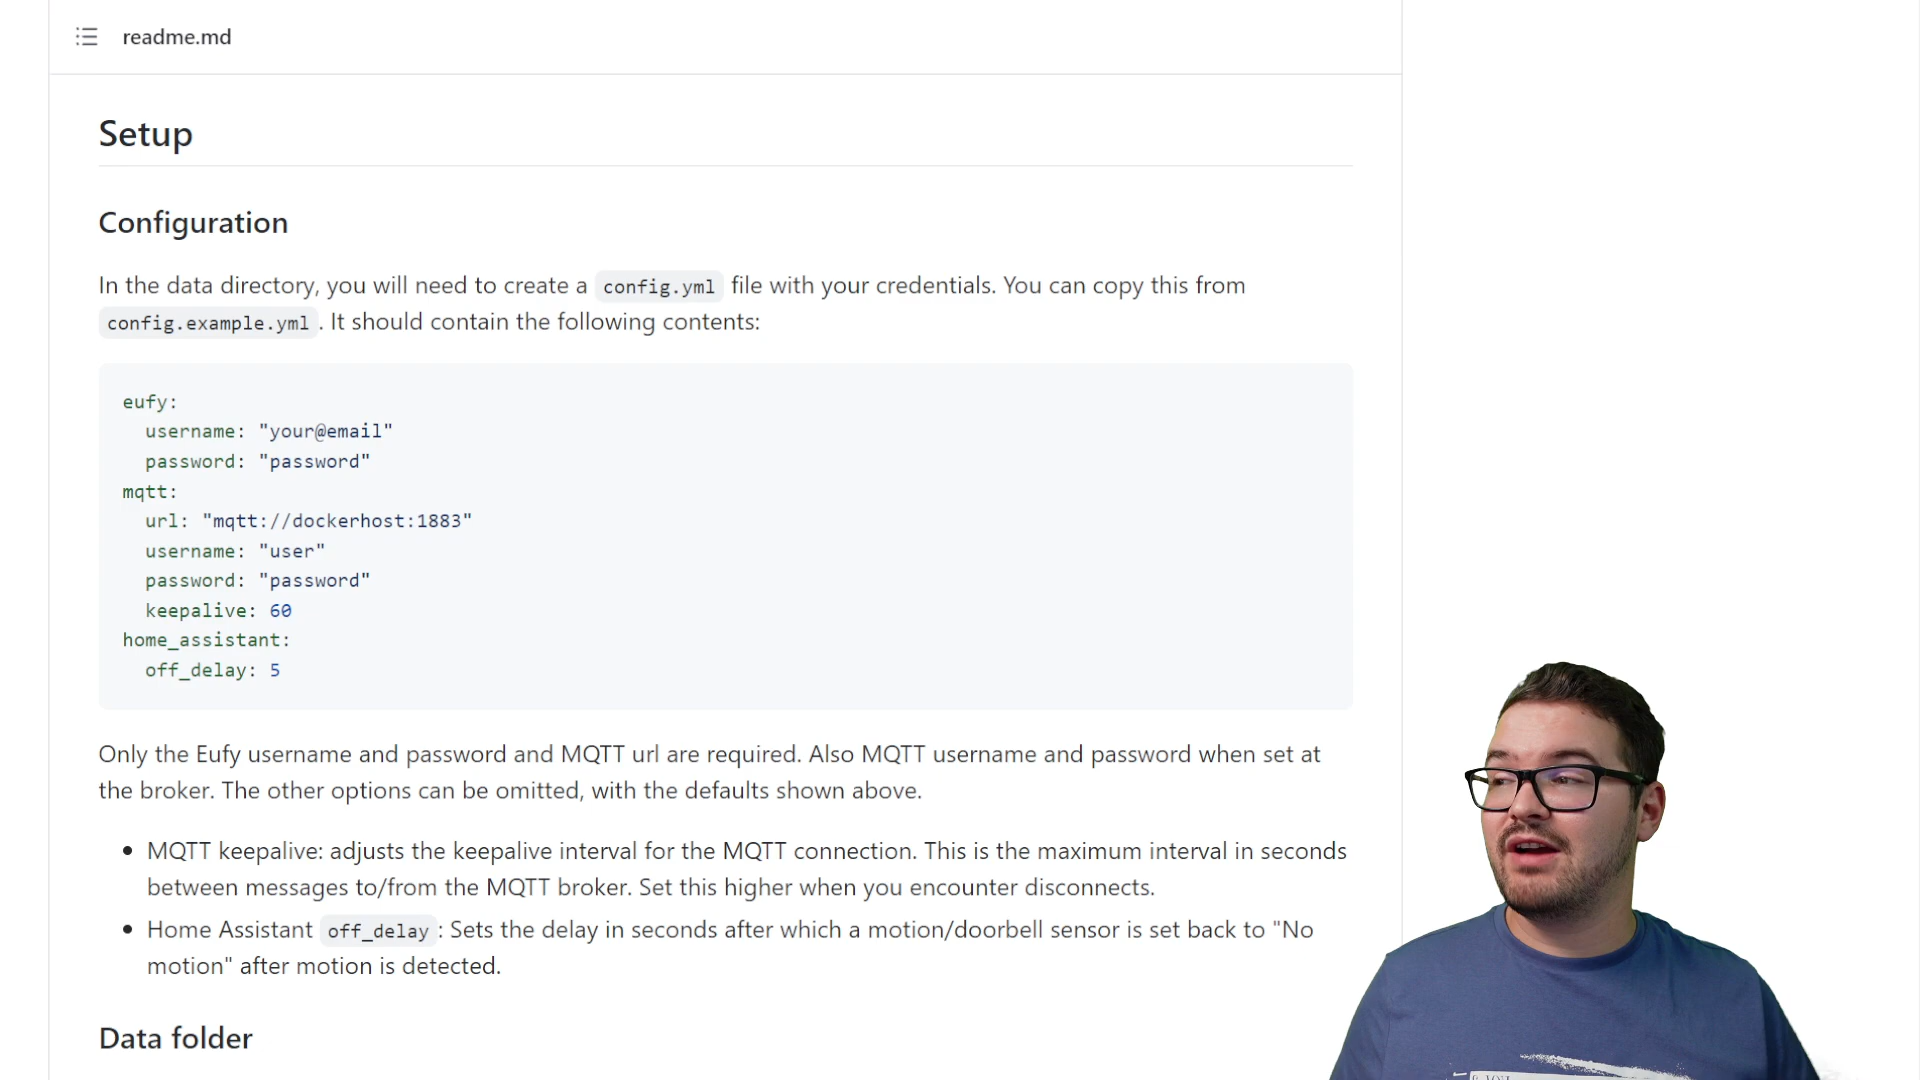 readme.md
Setup
Configuration
In the data directory, you will need to create a config.yml file with your credentials. You can copy this from
config.example.yml. It should contain the following contents:
eufy:
  username: "your@email"
  password: "password"
mqtt:
  url: "mqtt://dockerhost:1883"
  username: "user"
  password: "password"
  keepalive: 60
home_assistant:
  off_delay: 5
Only the Eufy username and password and MQTT url are required. Also MQTT username and password when set at
the broker. The other options can be omitted, with the defaults shown above.
MQTT keepalive: adjusts the keepalive interval for the MQTT connection. This is the maximum interval in seconds
between messages to/from the MQTT broker. Set this higher when you encounter disconnects.
Home Assistant off_delay: Sets the delay in seconds after which a motion/doorbell sensor is set back to "No
motion" after motion is detected.
Data folder